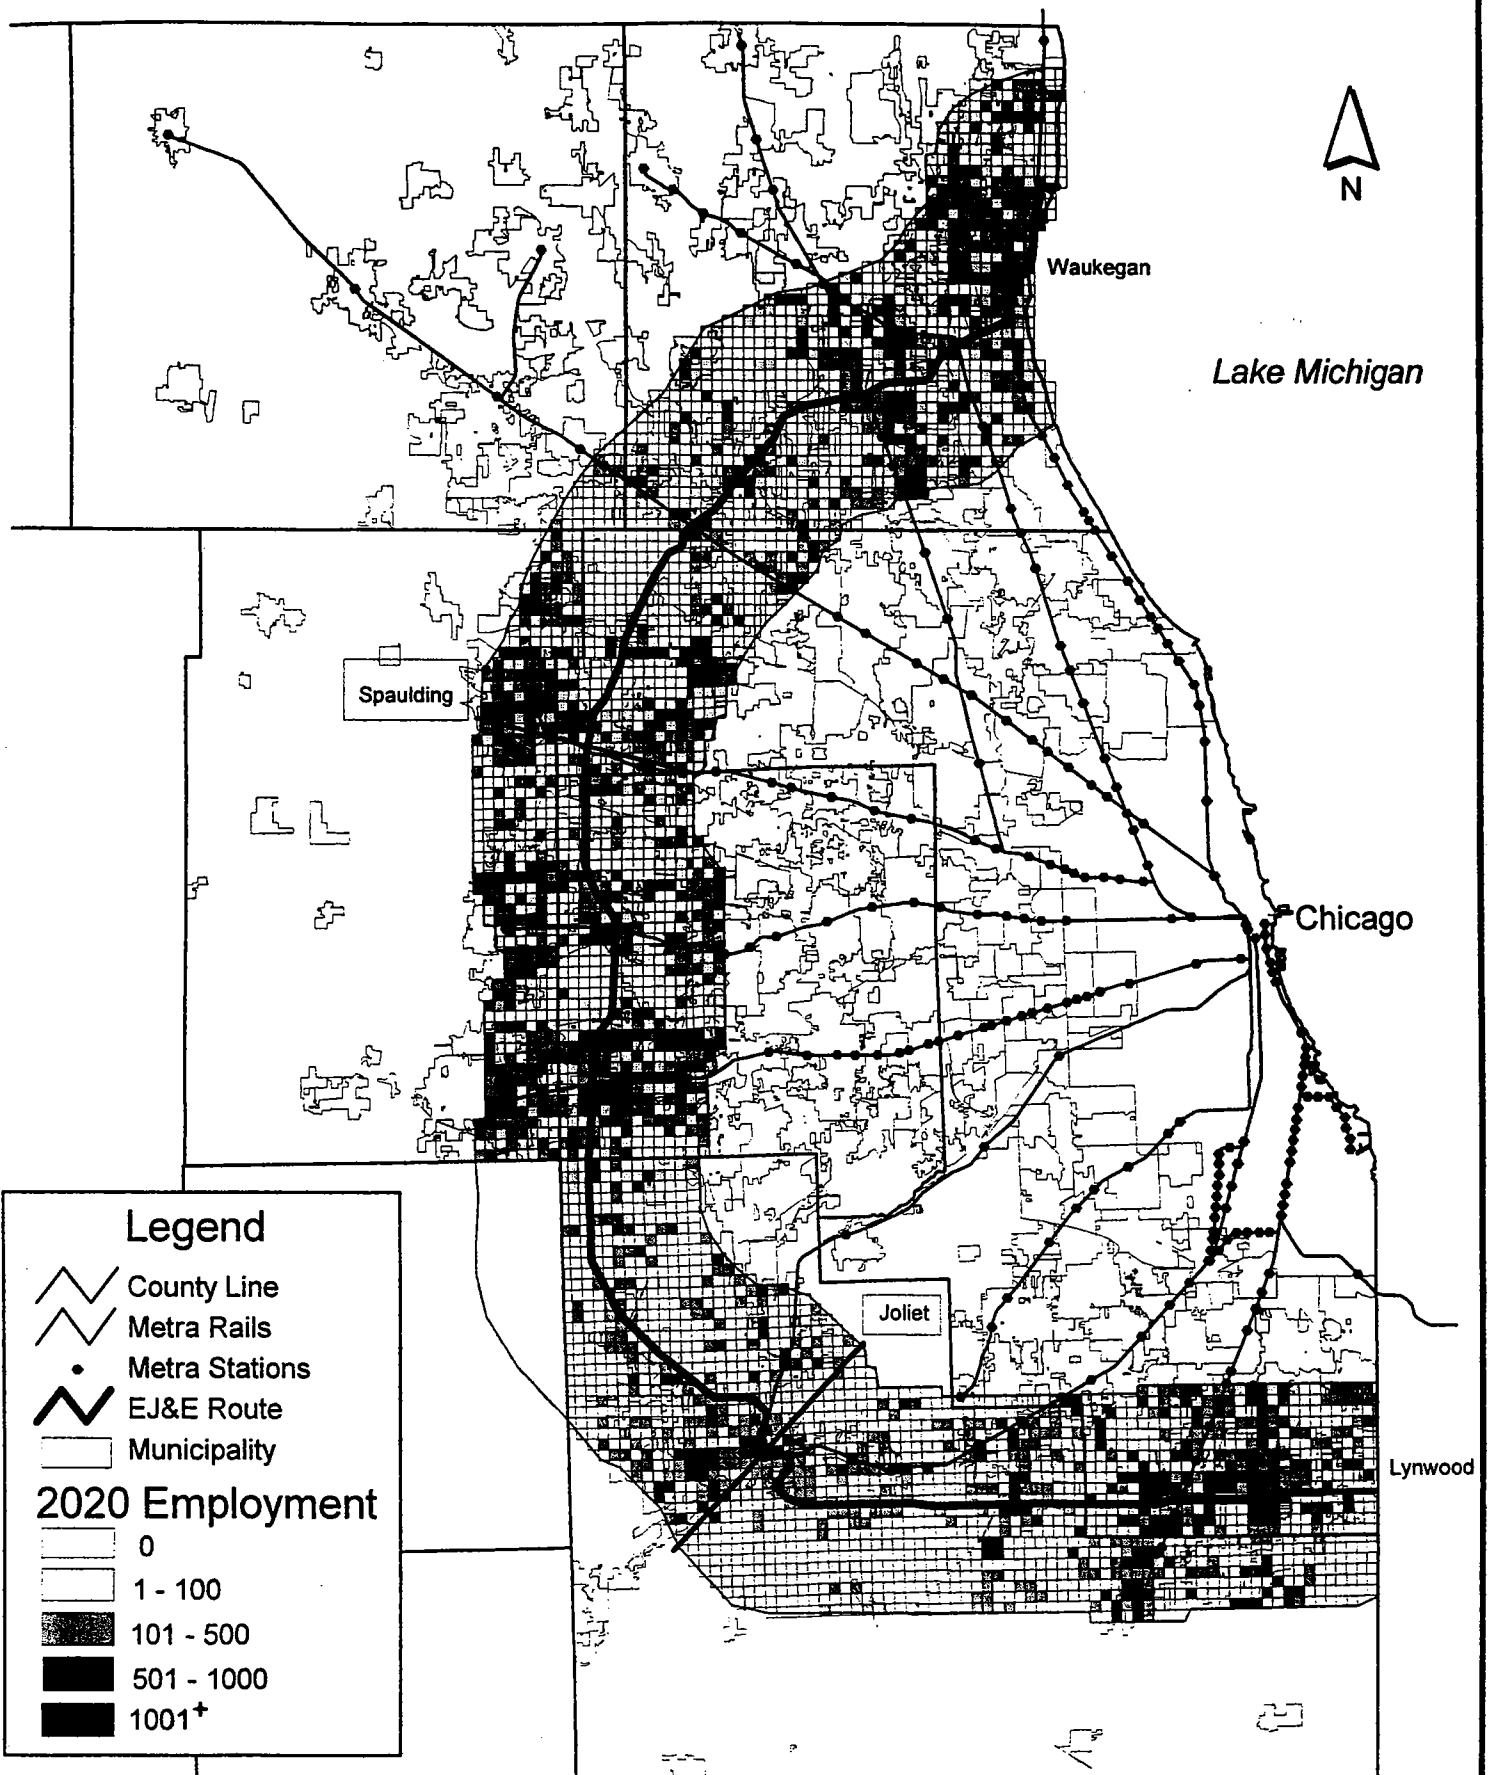 N
Waukegan
Lake Michigan
Spaulding
Chicago
Joliet
Lynwood
Legend
County Line
Metra Rails
Metra Stations
EJ&E Route
Municipality
2020 Employment
0
1 - 100
101 - 500
501 - 1000
1001+